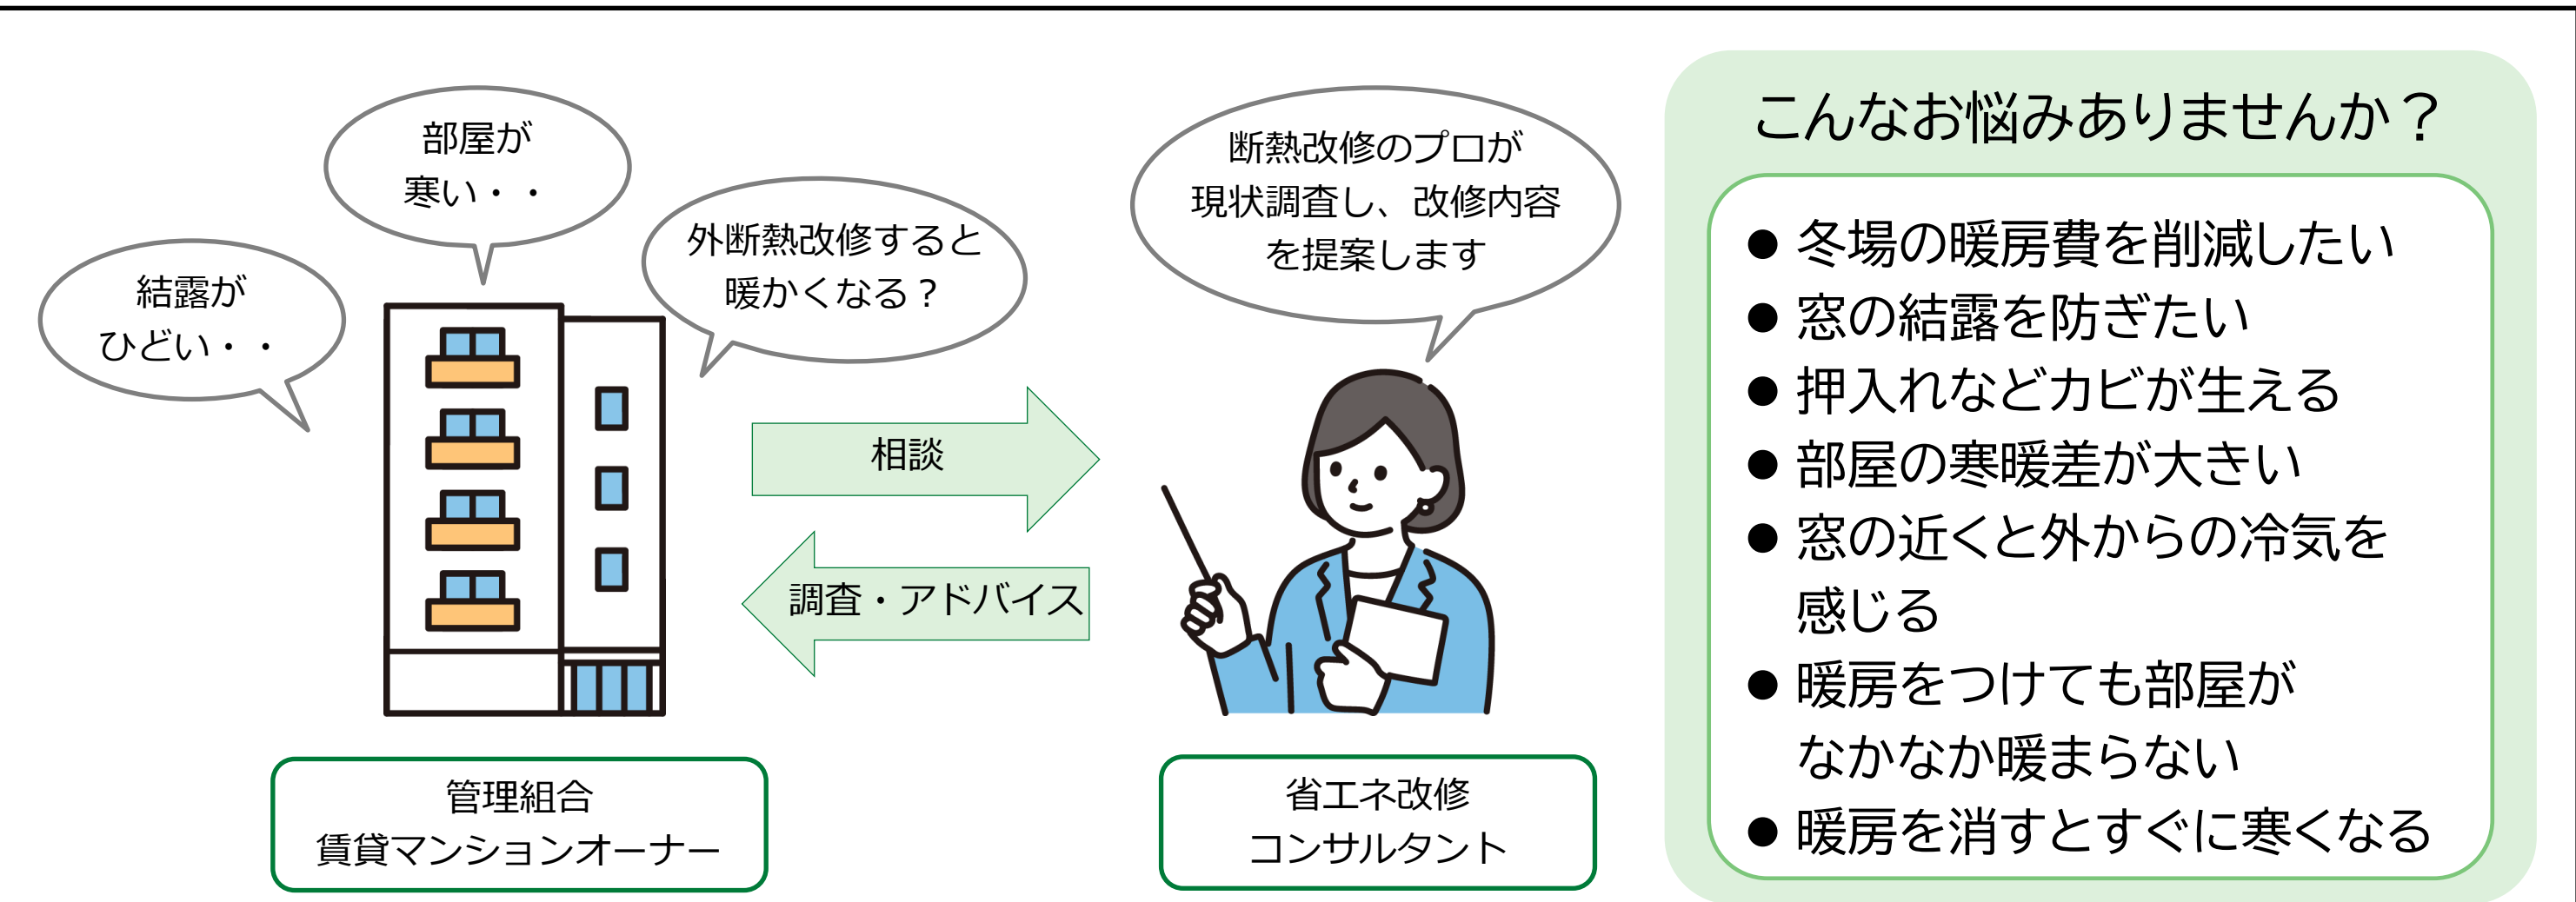 部屋が
寒い・・
結露が
ひどい・・
外断熱改修すると
暖かくなる？
断熱改修のプロが
現状調査し、改修内容
を提案します
相談
調査・アドバイス
管理組合
賃貸マンションオーナー
省エネ改修
コンサルタント
こんなお悩みありませんか？
● 冬場の暖房費を削減したい
● 窓の結露を防ぎたい
● 押入れなどカビが生える
● 部屋の寒暖差が大きい
● 窓の近くと外からの冷気を
感じる
● 暖房をつけても部屋が
なかなか暖まらない
● 暖房を消すとすぐに寒くなる